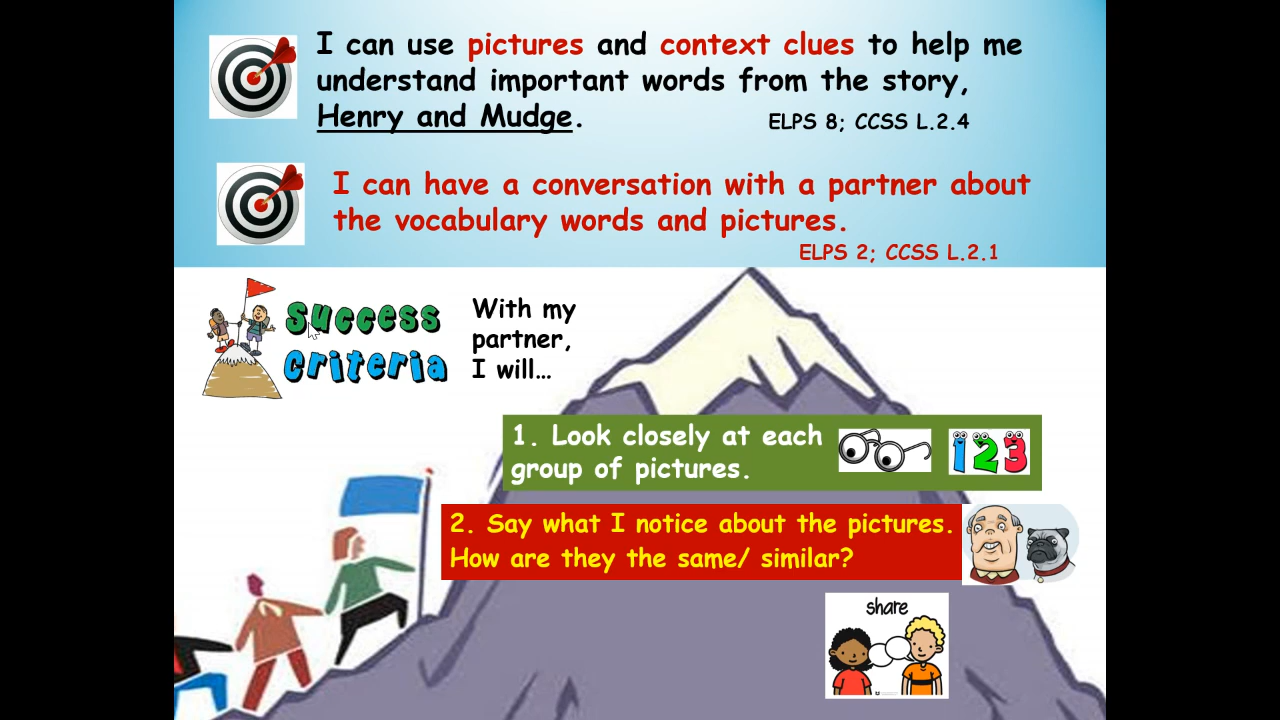 I can use pictures and context clues to help me
understand important words from the story,
Henry and Mudge.
ELPS 8; CCSS L.2.4
I can have a conversation with a partner about
the vocabulary words and pictures.
ELPS 2; CCSS L.2.1
Success
Criteria
With my
partner,
I will...
1. Look closely at each
group of pictures.
123
2. Say what I notice about the pictures.
How are they the same/ similar?
share